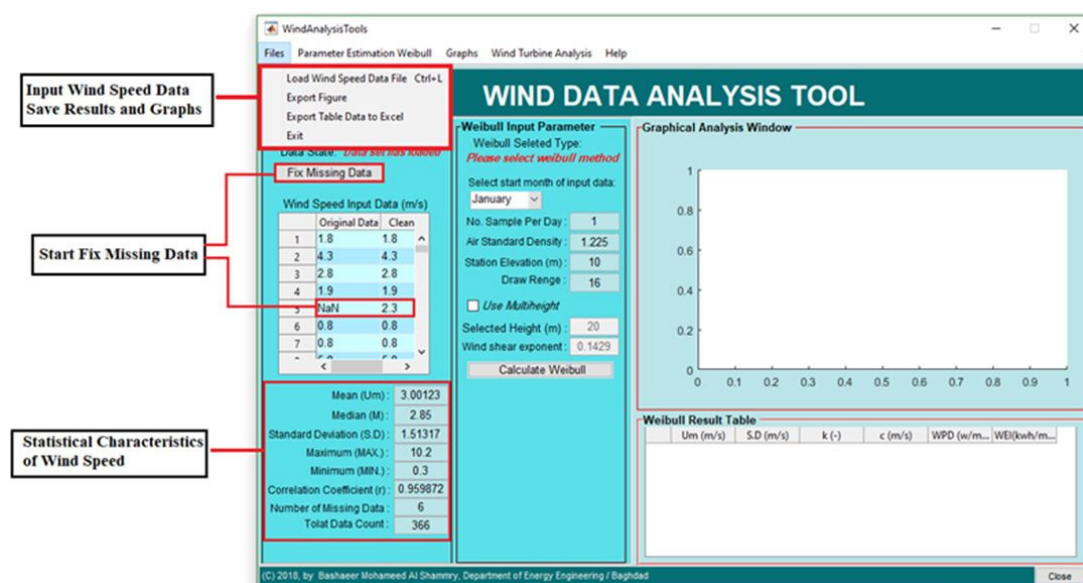 WindAnalysisTools
Files Parameter Estimation Weibull Graphs Wind Turbine Analysis Help
Input Wind Speed Data
Save Results and Graphs
Load Wind Speed Data File Ctrl+L
Export Figure
Export Table Data to Excel
Exit
WIND DATA ANALYSIS TOOL
Data State: Data set has loaded
Fix Missing Data
Start Fix Missing Data
Wind Speed Input Data (m/s)
Original Data Clean
1 1.8 1.8
2 4.3 4.3
3 2.8 2.8
4 1.9 1.9
5 NaN 2.3
6 0.8 0.8
7 0.8 0.8
Statistical Characteristics
of Wind Speed
Mean (Um) : 3.00123
Median (M) : 2.85
Standard Deviation (S.D) : 1.51317
Maximum (MAX.) : 10.2
Minimum (MIN.) : 0.3
Correlation Coefficient (r) : 0.959872
Number of Missing Data : 6
Tolat Data Count : 366
Weibull Input Parameter
Weibull Seleted Type:
Please select weibull method
Select start month of input data:
January
No. Sample Per Day : 1
Air Standard Density : 1.225
Station Elevation (m) : 10
Draw Range : 16
Use Multiheight
Selected Height (m) : 20
Wind shear exponent : 0.1429
Calculate Weibull
Graphical Analysis Window
1
0.8
0.6
0.4
0.2
0
0 0.1 0.2 0.3 0.4 0.5 0.6 0.7 0.8 0.9 1
Weibull Result Table
Um (m/s) S.D (m/s) k (-) c (m/s) WPD (w/m... WEI(kwh/m...
(C) 2018, by Bashaeer Mohameed Al Shammry, Department of Energy Engineering / Baghdad
Close